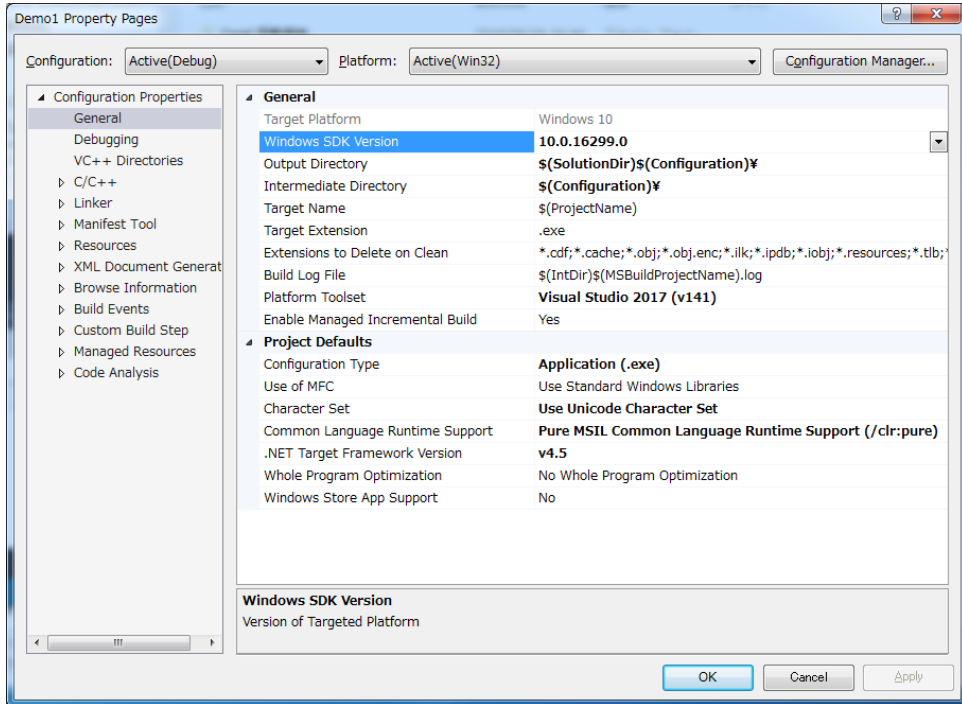 Demo1 Property Pages
Configuration: Active(Debug) Platform: Active(Win32) Configuration Manager...
Configuration Properties
General
Debugging
VC++ Directories
C/C++
Linker
Manifest Tool
Resources
XML Document Generat
Browse Information
Build Events
Custom Build Step
Managed Resources
Code Analysis
General
Target Platform Windows 10
Windows SDK Version 10.0.16299.0
Output Directory $(SolutionDir)$(Configuration)¥
Intermediate Directory $(Configuration)¥
Target Name $(ProjectName)
Target Extension .exe
Extensions to Delete on Clean *.cdf;*.cache;*.obj;*.obj.enc;*.ilk;*.ipdb;*.iobj;*.resources;*.tlb;*
Build Log File $(IntDir)$(MSBuildProjectName).log
Platform Toolset Visual Studio 2017 (v141)
Enable Managed Incremental Build Yes
Project Defaults
Configuration Type Application (.exe)
Use of MFC Use Standard Windows Libraries
Character Set Use Unicode Character Set
Common Language Runtime Support Pure MSIL Common Language Runtime Support (/clr:pure)
.NET Target Framework Version v4.5
Whole Program Optimization No Whole Program Optimization
Windows Store App Support No
Windows SDK Version
Version of Targeted Platform
OK Cancel Apply